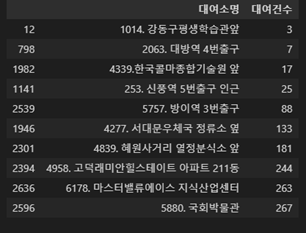 대여소명 대여건수
12 1014. 강동구평생학습관앞 3
798 2063. 대방역 4번출구 7
1982 4339.한국콜마종합기술원 앞 17
1141 253. 신풍역 5번출구 인근 25
2539 5757. 방이역 3번출구 88
1946 4277. 서대문우체국 정류소 옆 133
2301 4839. 혜원사거리 열정분식소 앞 181
2394 4958. 고덕래미안힐스테이트 아파트 211동 244
2636 6178. 마스터밸류에이스 지식산업센터 263
2596 5880. 국회박물관 267